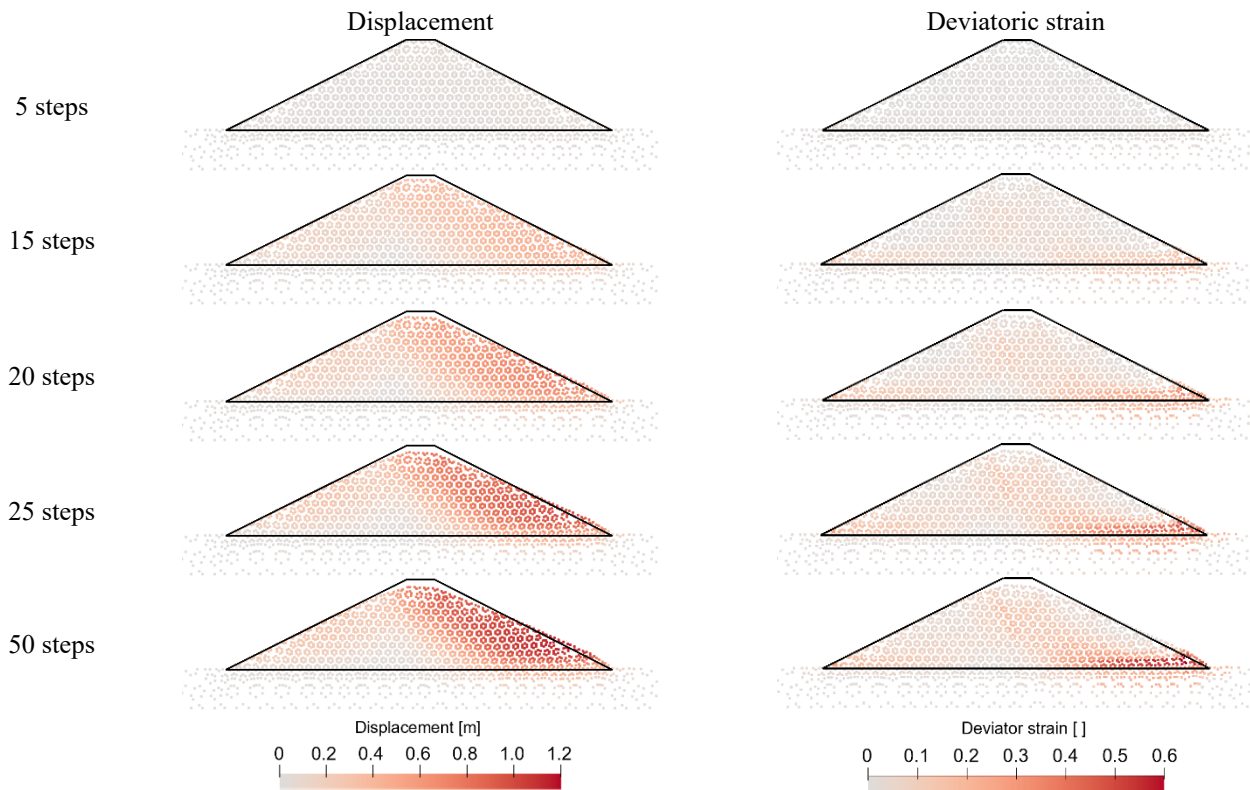 Displacement
Deviatoric strain
5 steps
15 steps
20 steps
25 steps
50 steps
Displacement [m]
0 0.2 0.4 0.6 0.8 1.0 1.2
Deviator strain [ ]
0 0.1 0.2 0.3 0.4 0.5 0.6